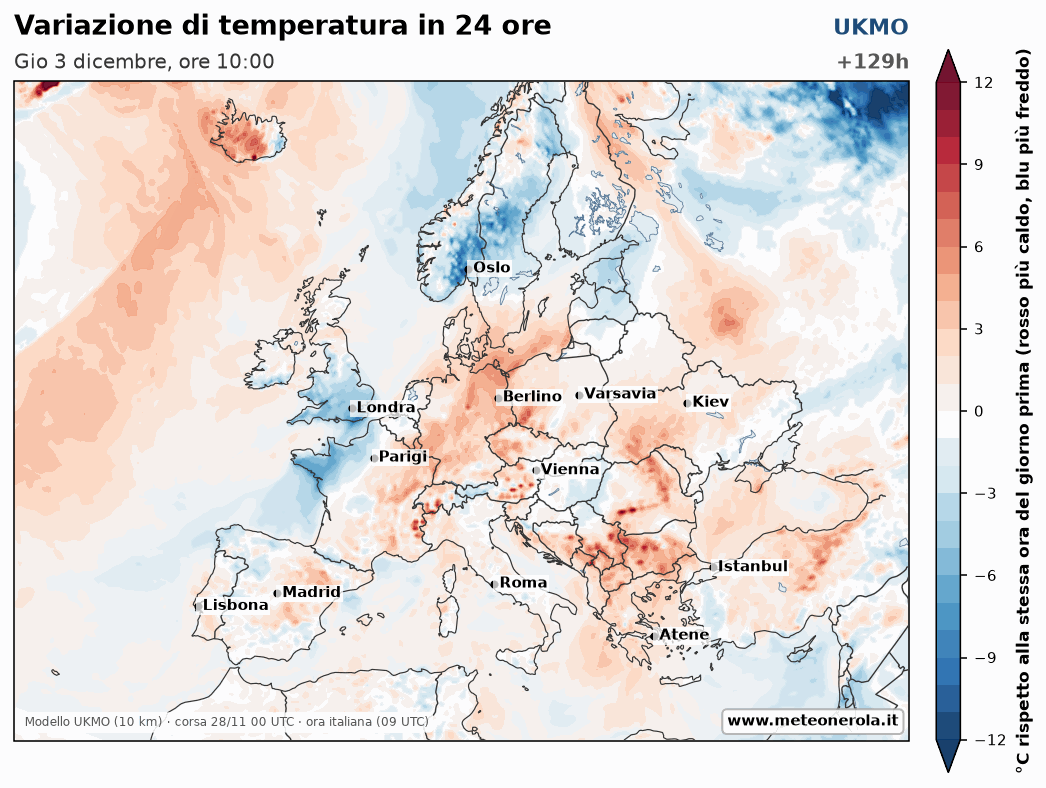 Variazione di temperatura in 24 ore
UKMO
Gio 3 dicembre, ore 10:00
+129h
Oslo
Londra
Berlino
Varsavia
Kiev
Parigi
Vienna
Istanbul
Roma
Madrid
Lisbona
Atene
Modello UKMO (10 km) · corsa 28/11 00 UTC · ora italiana (09 UTC)
www.meteonerola.it
12
9
6
3
0
−3
−6
−9
−12
°C rispetto alla stessa ora del giorno prima (rosso più caldo, blu più freddo)